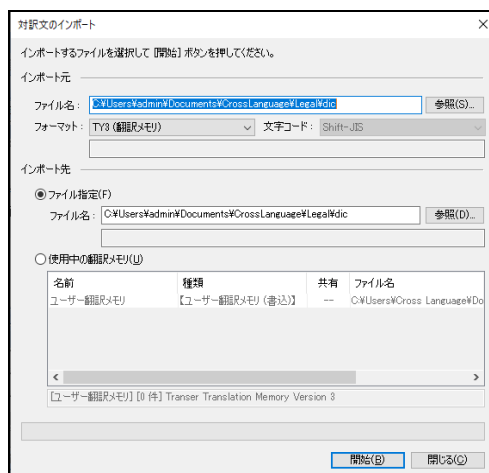 対訳文のインポート
インポートするファイルを選択して [開始] ボタンを押してください。
インポート元
ファイル名: C:¥Users¥admin¥Documents¥CrossLanguage¥Legal¥dic 参照(S)...
フォーマット: TY3 (翻訳メモリ) 文字コード: Shift-JIS
インポート先
ファイル指定(F)
ファイル名: C:¥Users¥admin¥Documents¥CrossLanguage¥Legal¥dic 参照(D)...
使用中の翻訳メモリ(U)
名前 種類 共有 ファイル名
ユーザー翻訳メモリ 【ユーザー翻訳メモリ (書込)】 -- C:¥Users¥Cross Language¥Do
[ユーザー翻訳メモリ] [0 件] Transer Translation Memory Version 3
開始(B) 閉じる(C)